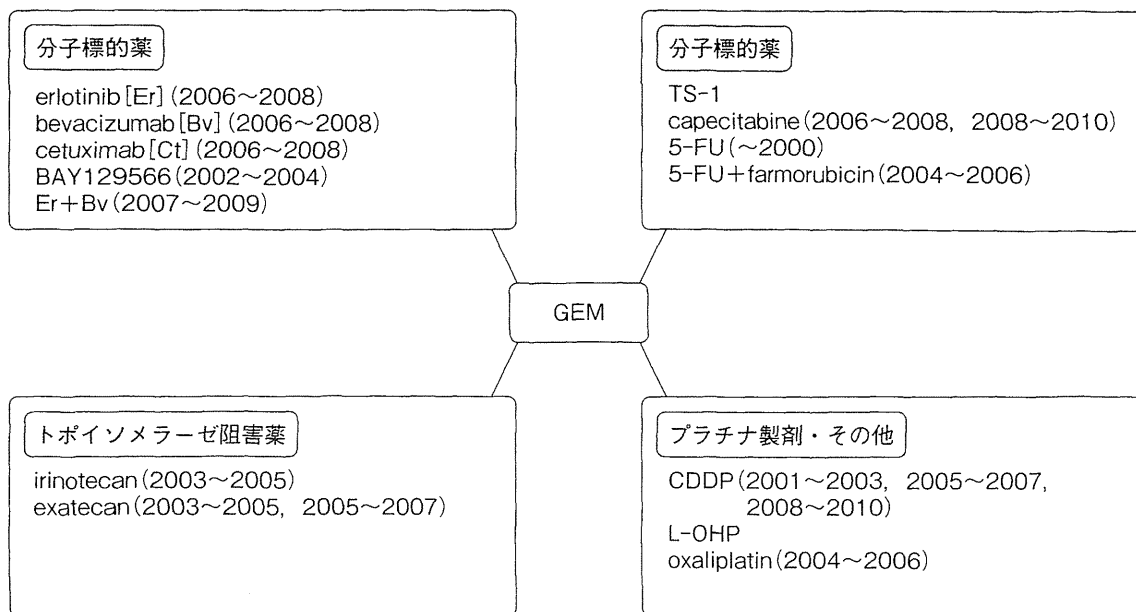 分子標的薬
erlotinib[Er](2006~2008)
bevacizumab[Bv](2006~2008)
cetuximab[Ct](2006~2008)
BAY129566(2002~2004)
Er+Bv(2007~2009)
分子標的薬
TS-1
capecitabine(2006~2008, 2008~2010)
5-FU(~2000)
5-FU+farmorubicin(2004~2006)
GEM
トポイソメラーゼ阻害薬
irinotecan(2003~2005)
exatecan(2003~2005, 2005~2007)
プラチナ製剤・その他
CDDP(2001~2003, 2005~2007,
2008~2010)
L-OHP
oxaliplatin(2004~2006)